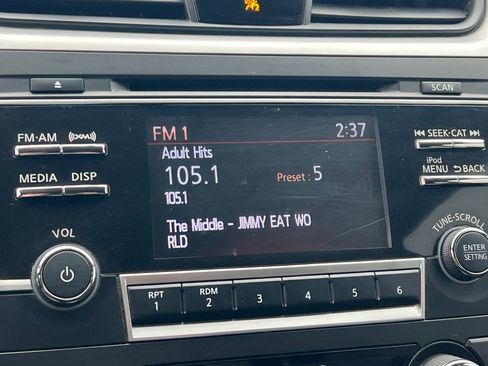 SCAN
FM·AM
((XM))
MEDIA
DISP
VOL
FM 1
2:37
Adult Hits
105.1
Preset : 5
105.1
The Middle - JIMMY EAT WO
RLD
SEEK·CAT
iPod
MENU
BACK
TUNE·SCROLL
ENTER
SETTING
RPT
1
RDM
2
3
4
5
6